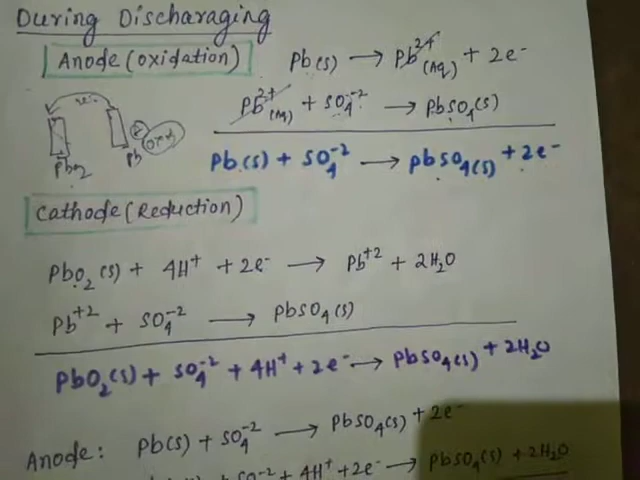 During Discharaging
Anode (oxidation)
Pb(s) → Pb²⁺(Aq) + 2e⁻
Pb²⁺(Aq) + SO₄⁻² → PbSO₄(s)
Pb(s) + SO₄⁻² → PbSO₄(s) + 2e⁻
PbO₂
Pb
Cathode (Reduction)
PbO₂(s) + 4H⁺ + 2e⁻ → Pb⁺² + 2H₂O
Pb⁺² + SO₄⁻² → PbSO₄(s)
PbO₂(s) + SO₄⁻² + 4H⁺ + 2e⁻ → PbSO₄(s) + 2H₂O
Anode: Pb(s) + SO₄⁻² → PbSO₄(s) + 2e⁻
SO₄⁻² + 4H⁺ + 2e⁻ → PbSO₄(s) + 2H₂O